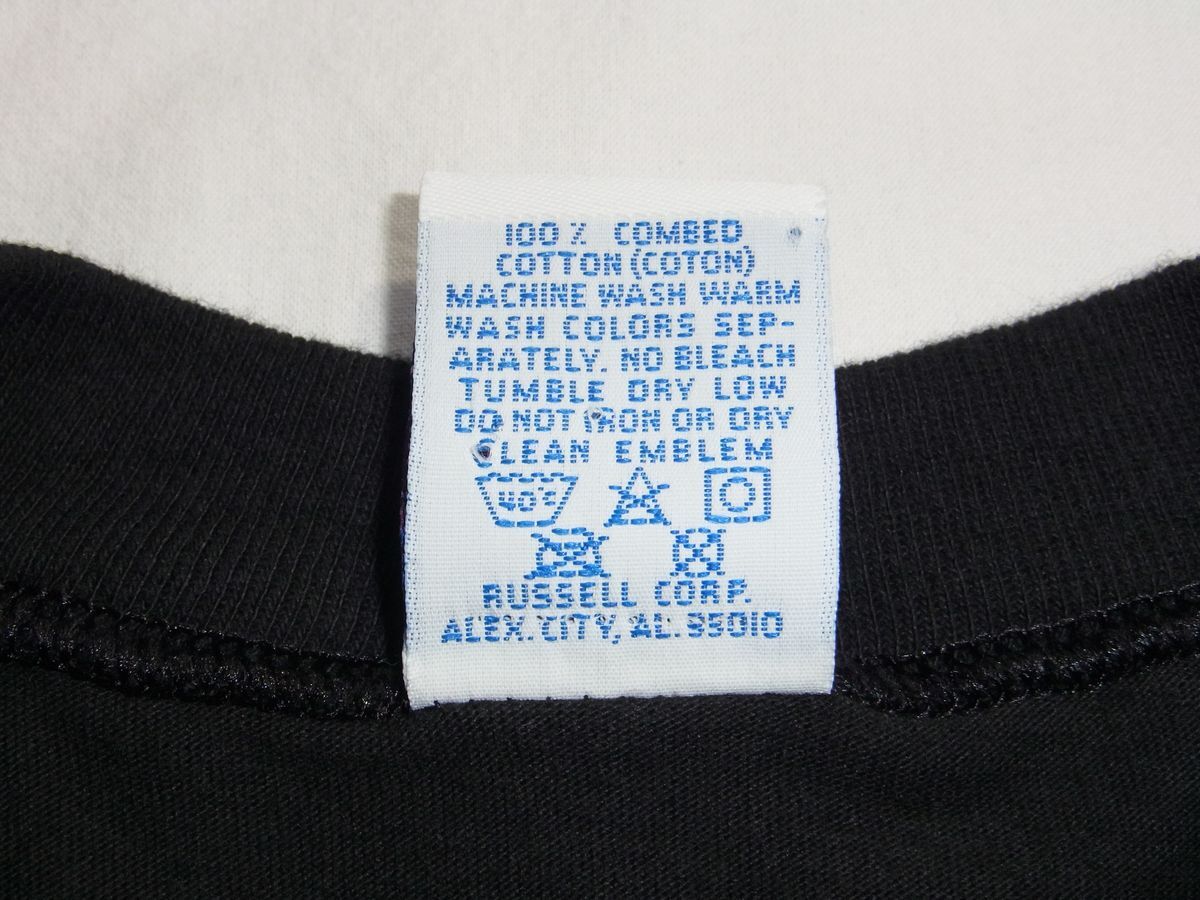 100 % COMBED
COTTON (COTON)
MACHINE WASH WARM
WASH COLORS SEP-
ARATELY. NO BLEACH
TUMBLE DRY LOW
DO NOT IRON OR DRY
CLEAN EMBLEM
40°C
RUSSELL CORP.
ALEX. CITY, AL. 35010